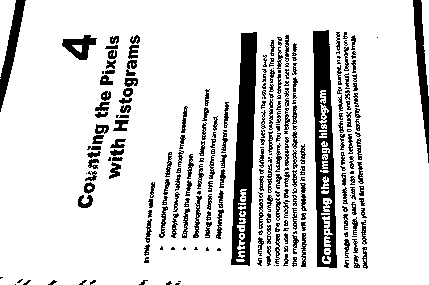 4
Counting the Pixels
with Histograms
In this chapter, we will cover:
Computing the image histogram
Applying look-up tables to modify image appearance
Equalizing the image histogram
Backprojecting a histogram to detect specific image content
Using the mean shift algorithm to find an object
Retrieving similar images using histogram comparison
Introduction
An image is composed of pixels of different values (colors). The distribution of pixel
values across the image constitutes an important characteristic of this image. This chapter
introduces the concept of image histograms. You will learn how to compute a histogram and
how to use it to modify the image's appearance. Histograms can also be used to characterize
the image's content and to detect specific objects or textures in an image. Some of these
techniques will be presented in this chapter.
Computing the image histogram
An image is made of pixels, each of them having different values. For example, in a 1-channel
gray-level image, each pixel has a value between 0 (black) and 255 (white). Depending on the
picture content, you will find different amounts of each gray shade laid out inside the image.